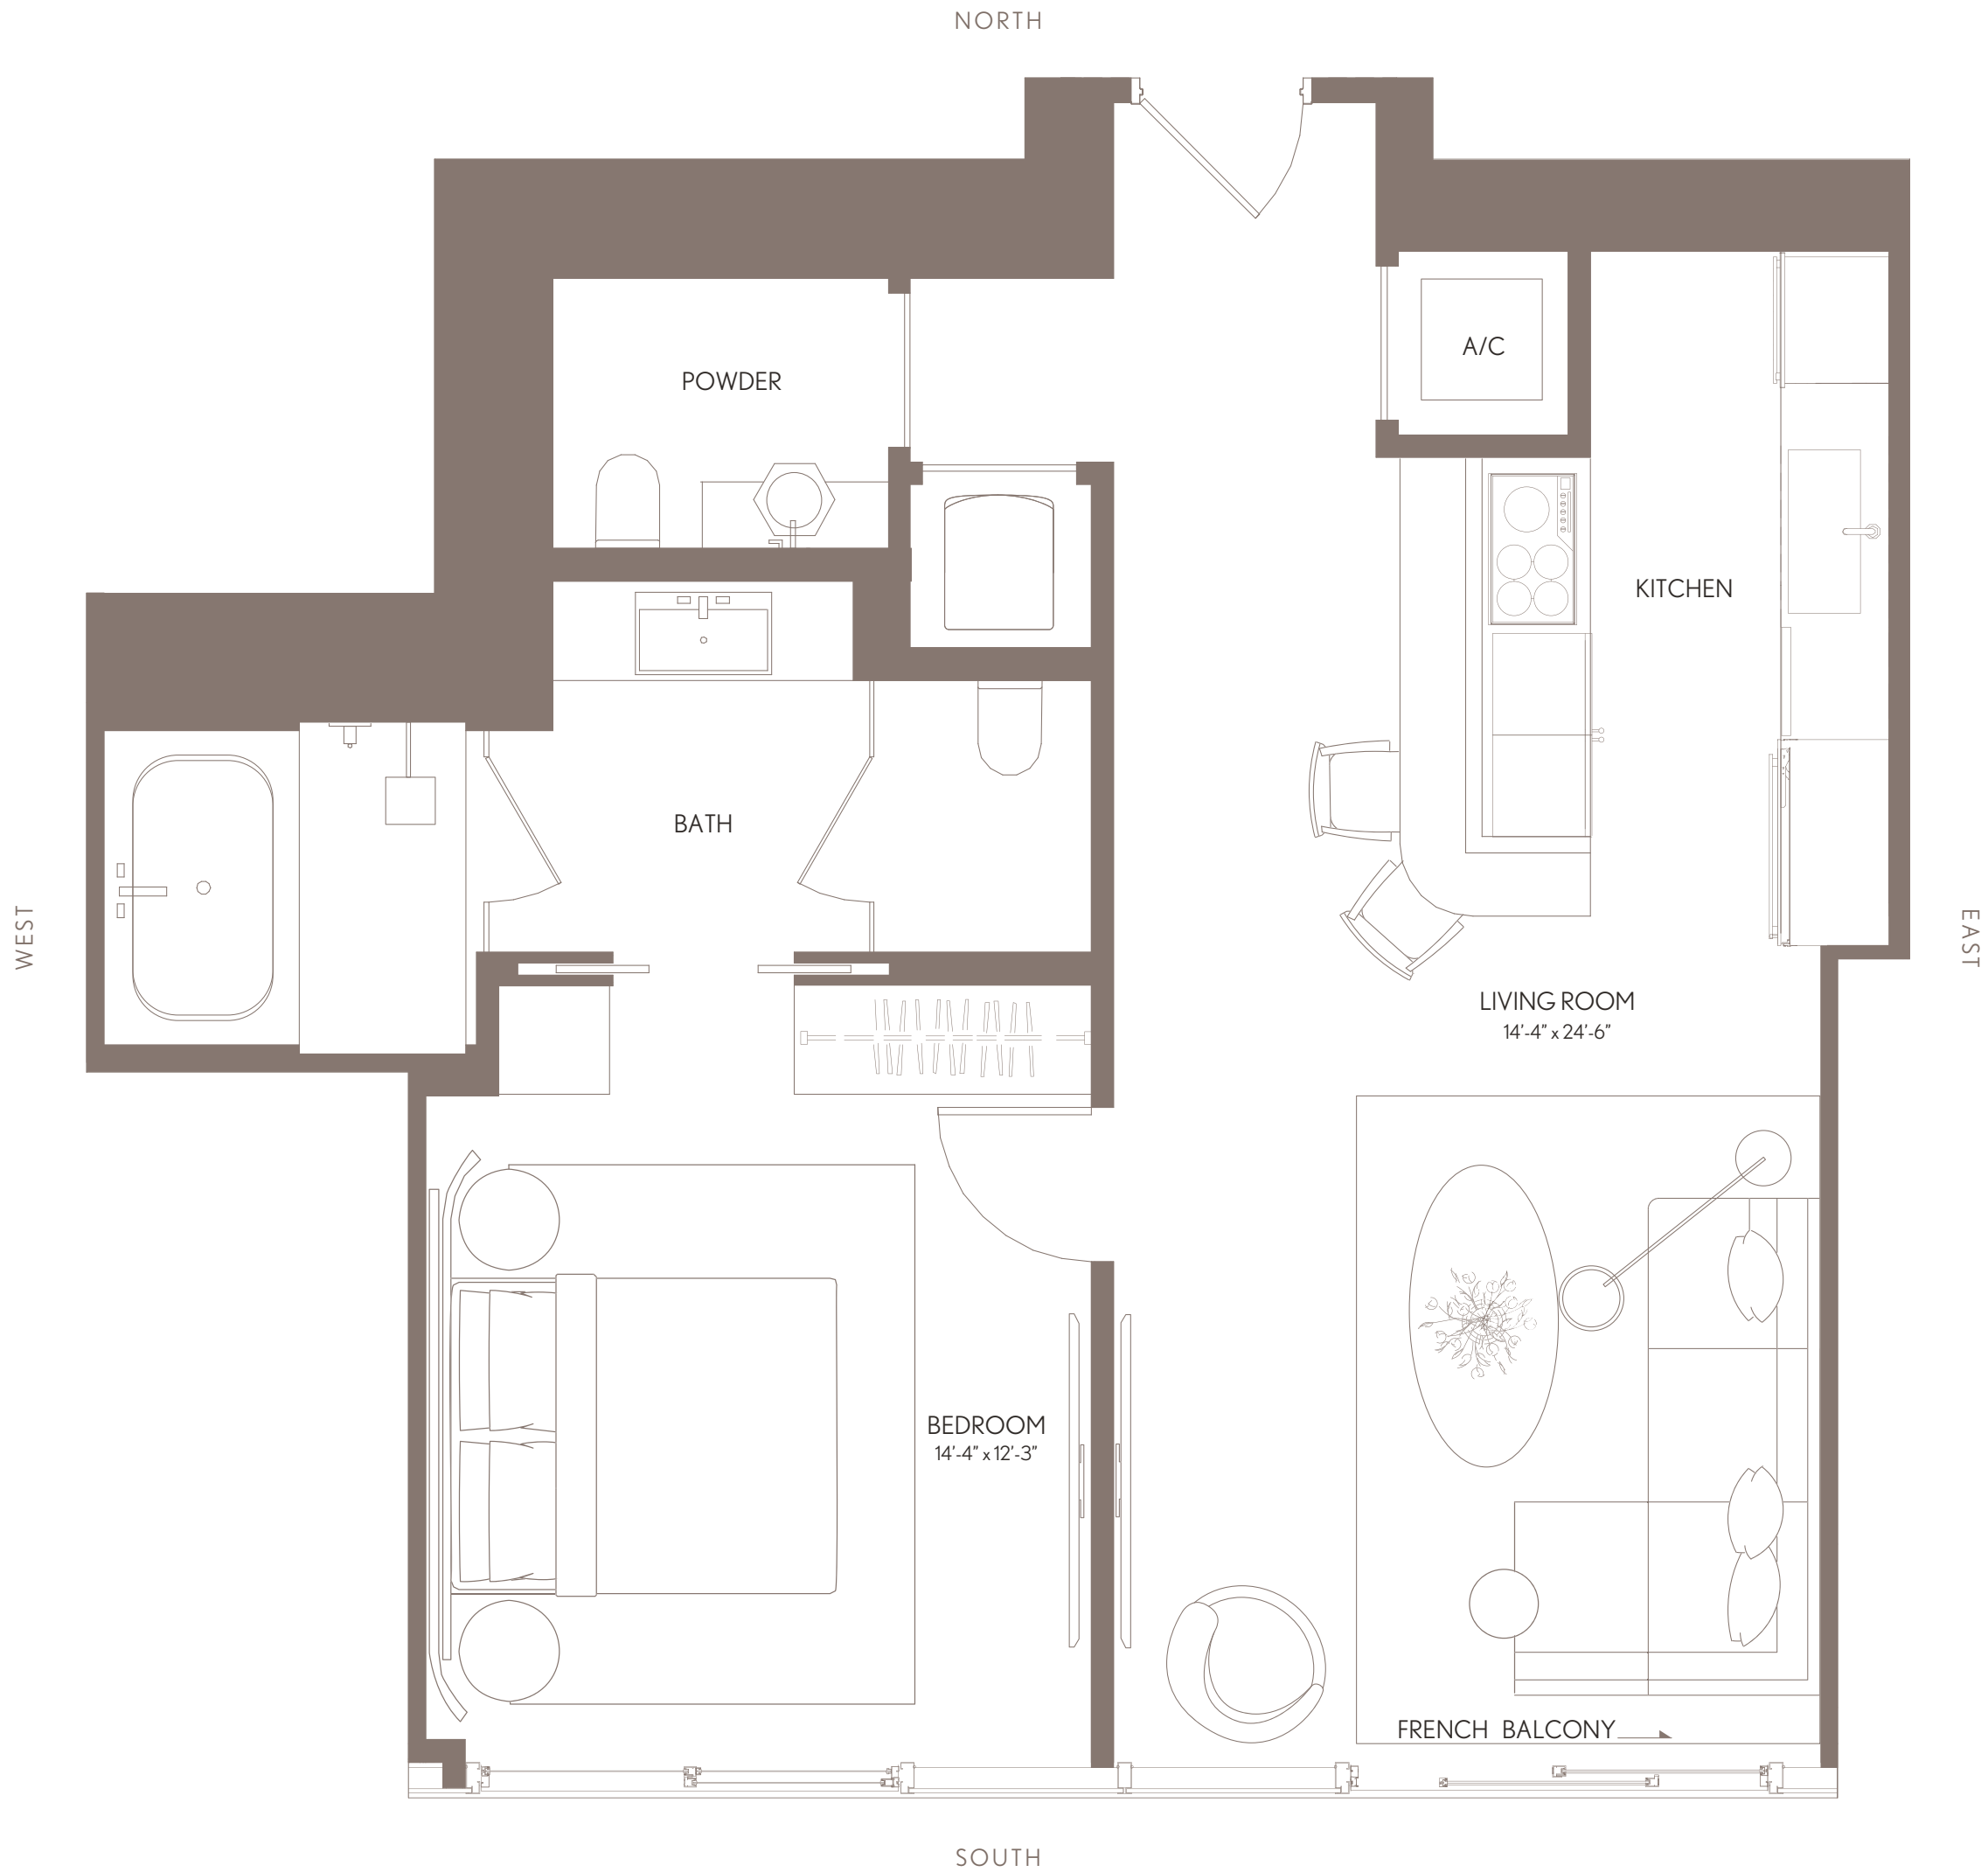 NORTH
A/C
POWDER
KITCHEN
BATH
WEST
EAST
LIVING ROOM
14'-4” x 24'-6”
BEDROOM
14'-4” x 12'-3”
FRENCH BALCONY
SOUTH